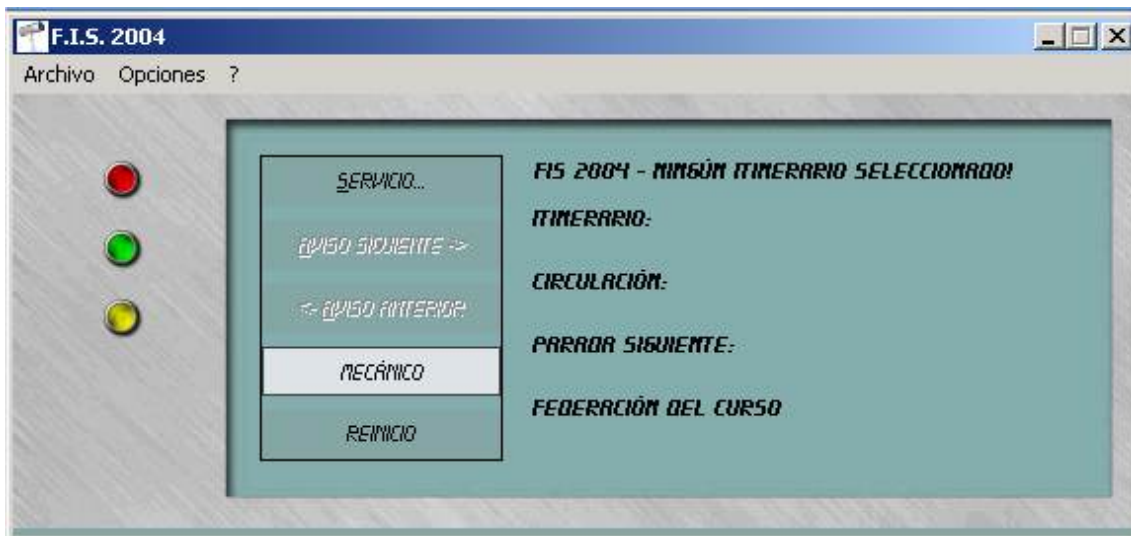 F.I.S. 2004
Archivo Opciones ?
SERVICIO...
AVISO SIGUIENTE ->
<- AVISO ANTERIOR
MECÁNICO
REINICIO
FIS 2004 - NINGÚN ITINERARIO SELECCIONADO!
ITINERARIO:
CIRCULACIÓN:
PARADA SIGUIENTE:
FEDERACIÓN DEL CURSO